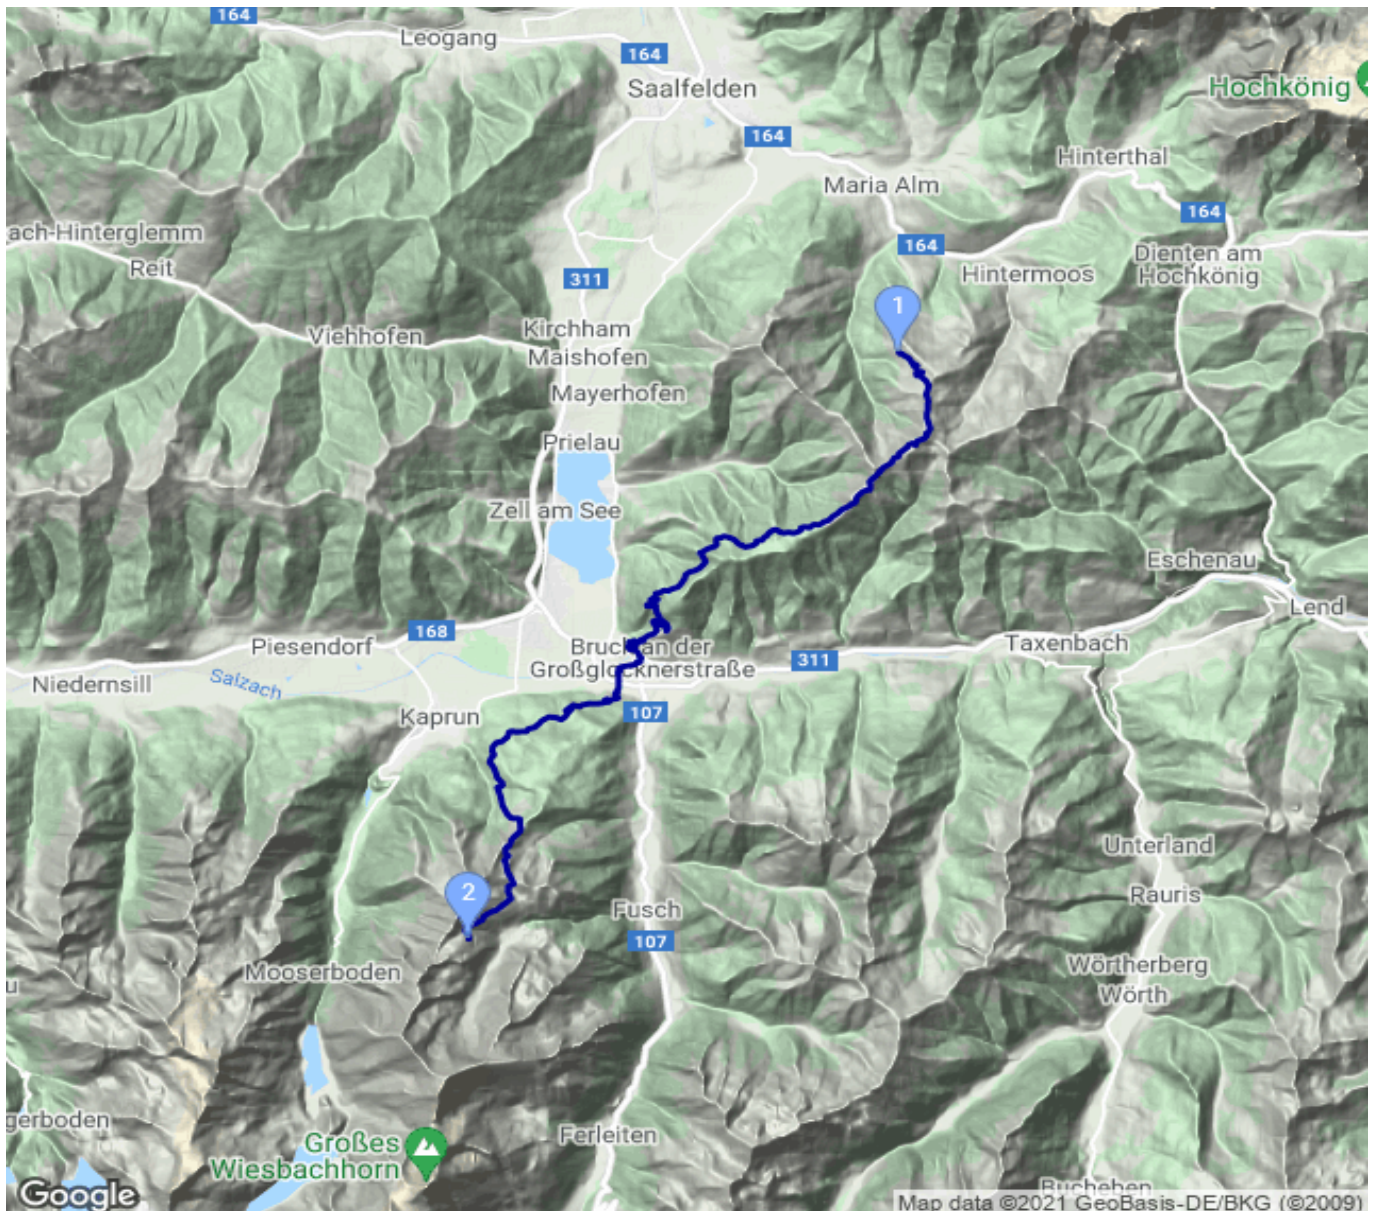 164
Leogang
164
Saalfelden
Hochkönig
164
Hinterthal
Maria Alm
164
ach-Hinterglemm
164
Dienten am
Hochkönig
Reit
311
Hintermoos
1
Viehhofen
Kirchham
Maishofen
Mayerhofen
Prielau
Zell am See
Eschenau
Lend
168
Piesendorf
Bruck an der
Großglocknerstraße
311
Taxenbach
Niedernsill
Salzach
Kaprun
107
Unterland
2
Rauris
Fusch
107
Mooserboden
Wörtherberg
Wörth
u
gerboden
Großes
Wiesbachhorn
Ferleiten
Bucheben
Google
Map data ©2021 GeoBasis-DE/BKG (©2009)